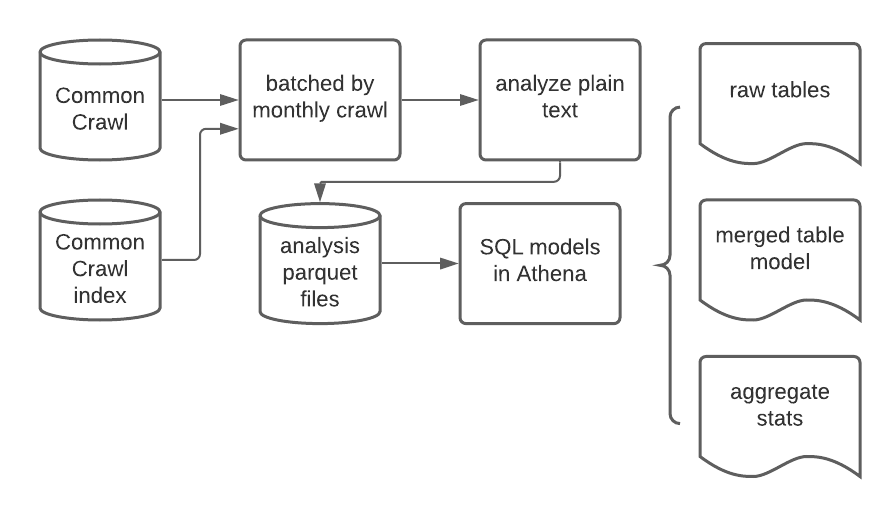 Common
Crawl
batched by
monthly crawl
analyze plain
text
raw tables
Common
Crawl
index
analysis
parquet
files
SQL models
in Athena
merged table
model
aggregate
stats